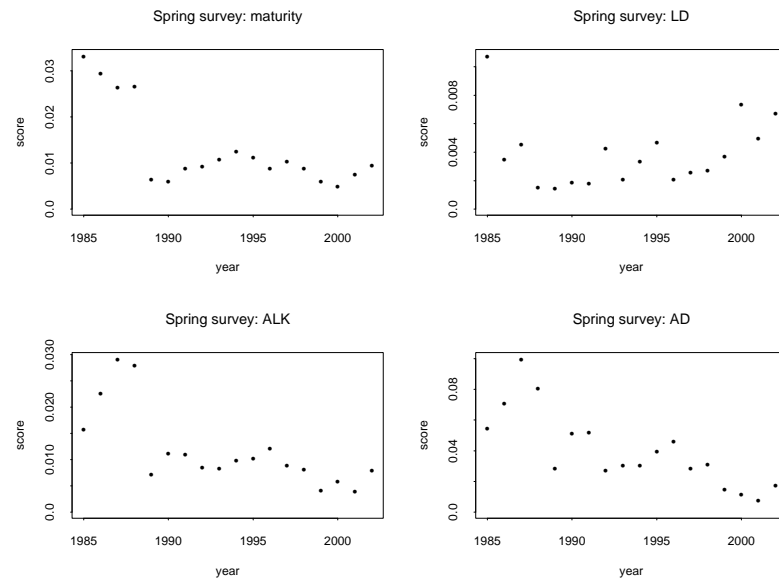 Spring survey: maturity
score
0.0
0.01
0.02
0.03
1985
1990
1995
2000
year
Spring survey: LD
score
0.0
0.004
0.008
1985
1990
1995
2000
year
Spring survey: ALK
score
0.0
0.010
0.020
0.030
1985
1990
1995
2000
year
Spring survey: AD
score
0.0
0.04
0.08
1985
1990
1995
2000
year